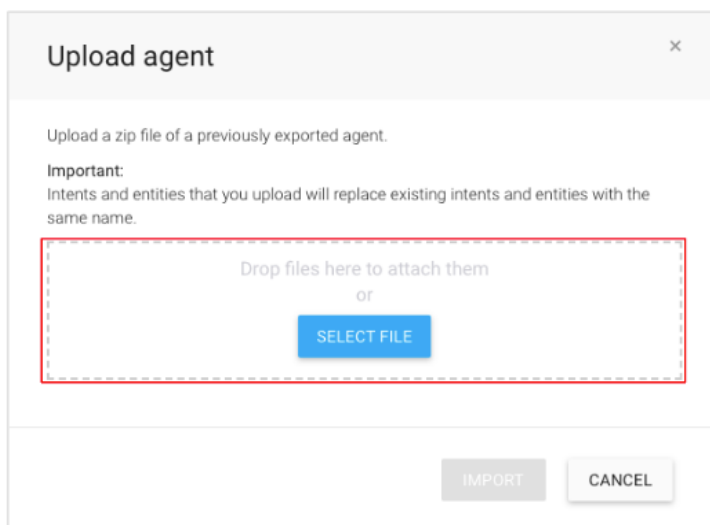 Upload agent
×
Upload a zip file of a previously exported agent.
Important:
Intents and entities that you upload will replace existing intents and entities with the
same name.
Drop files here to attach them
or
SELECT FILE
IMPORT CANCEL